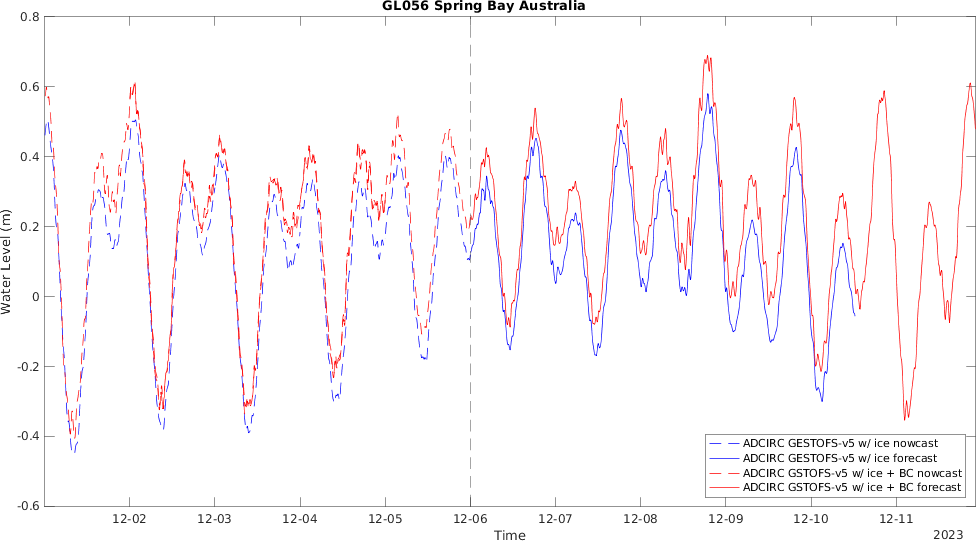 GL056 Spring Bay Australia
0.8
0.6
0.4
0.2
0
-0.2
-0.4
-0.6
Water Level (m)
12-02 12-03 12-04 12-05 12-06 12-07 12-08 12-09 12-10 12-11
Time
2023
ADCIRC GESTOFS-v5 w/ ice nowcast
ADCIRC GESTOFS-v5 w/ ice forecast
ADCIRC GSTOFS-v5 w/ ice + BC nowcast
ADCIRC GSTOFS-v5 w/ ice + BC forecast